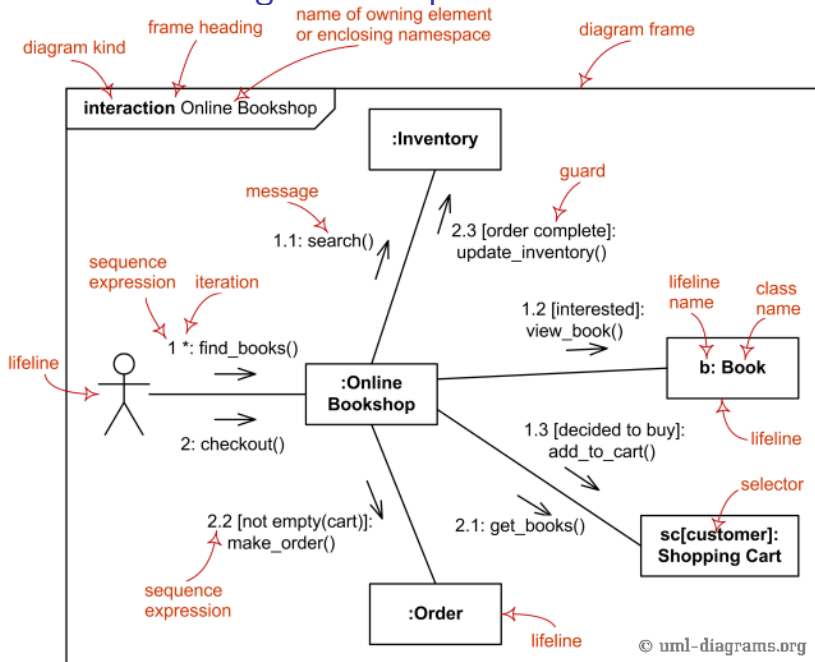 name of owning element
or enclosing namespace
frame heading
diagram frame
diagram kind
interaction Online Bookshop
:Inventory
guard
message
1.1: search()
2.3 [order complete]:
update_inventory()
sequence
expression
iteration
lifeline
name
class
name
1.2 [interested]:
view_book()
1 *: find_books()
lifeline
b: Book
:Online
Bookshop
2: checkout()
1.3 [decided to buy]:
add_to_cart()
lifeline
selector
2.2 [not empty(cart)]:
make_order()
2.1: get_books()
sc[customer]:
Shopping Cart
sequence
expression
:Order
lifeline
© uml-diagrams.org